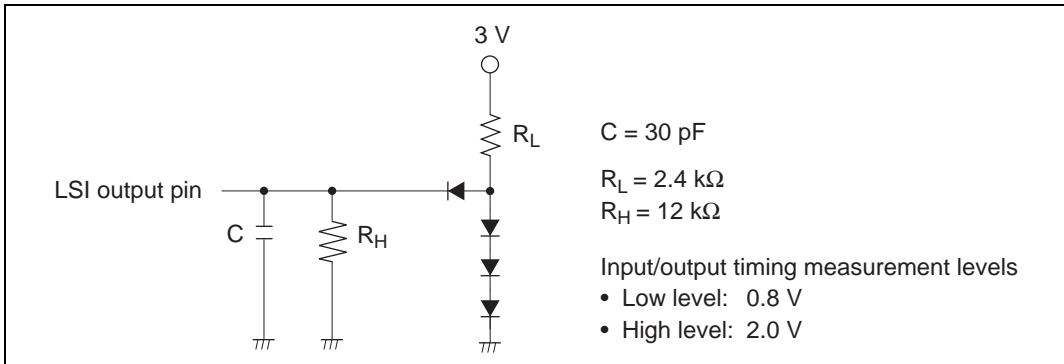 3 V
R_L
C = 30 pF
R_L = 2.4 kΩ
R_H = 12 kΩ
LSI output pin
C
R_H
Input/output timing measurement levels
• Low level: 0.8 V
• High level: 2.0 V